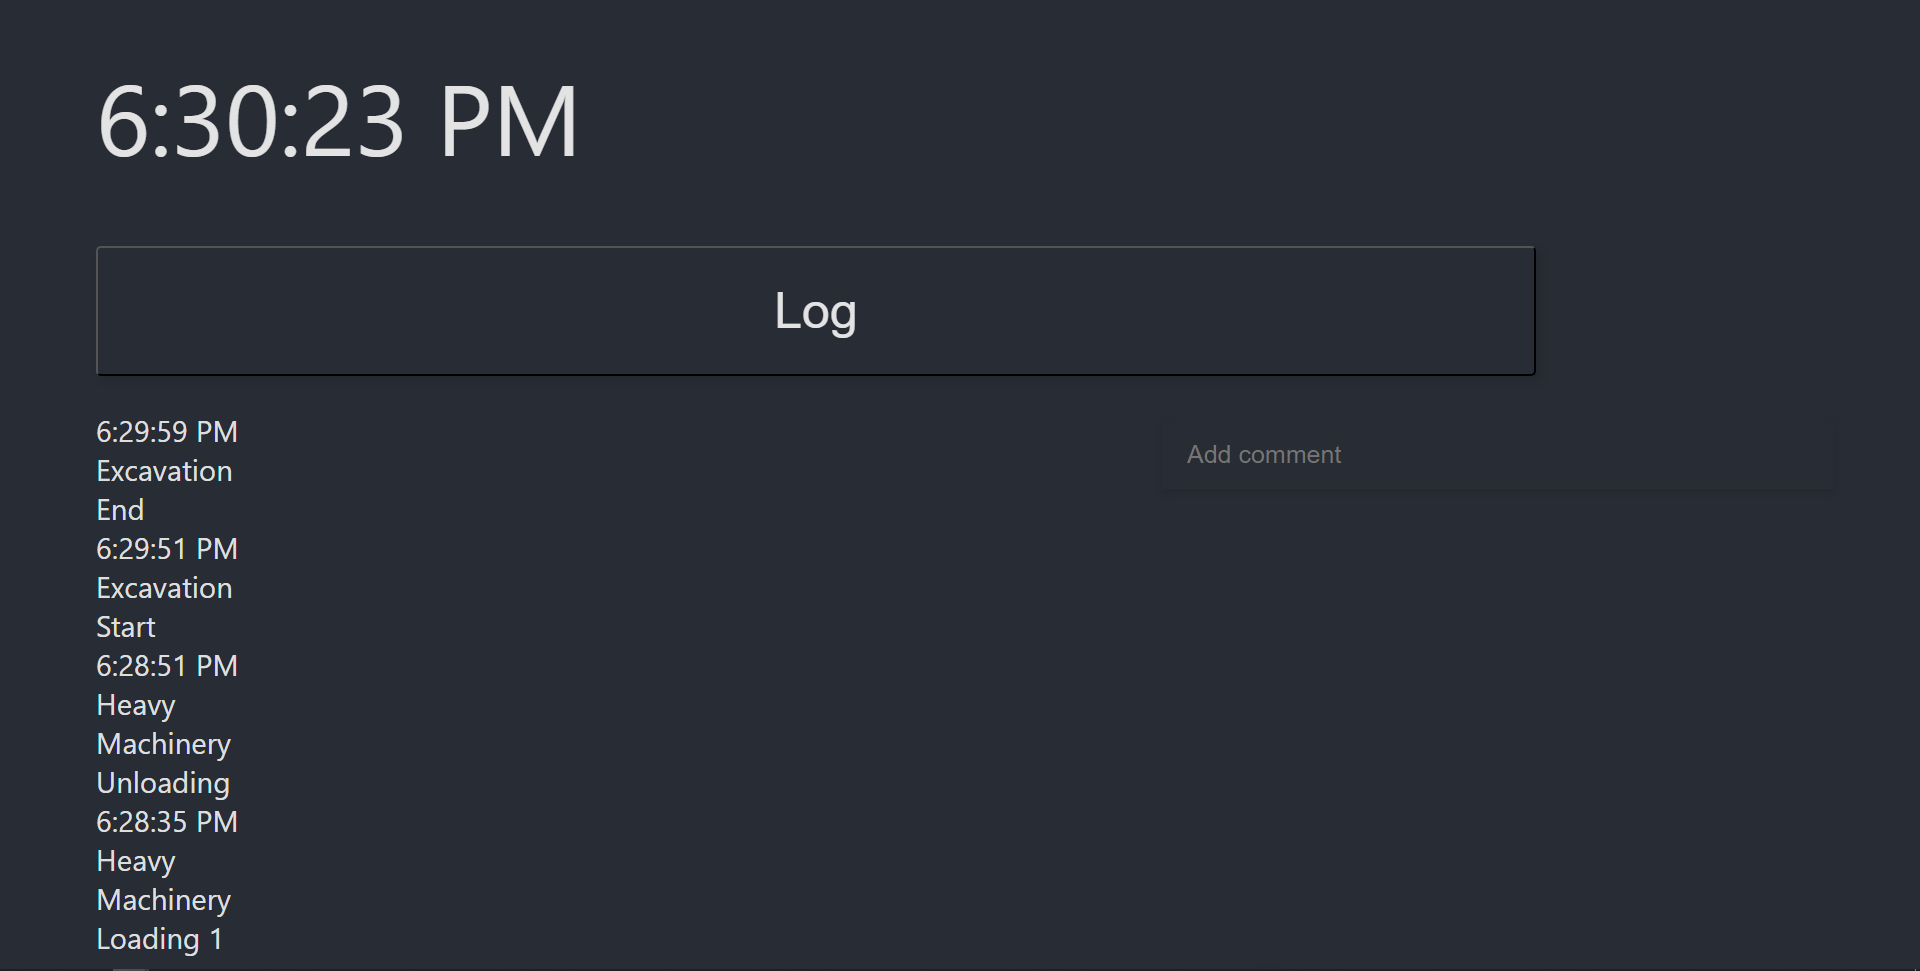 6:30:23 PM
Log
6:29:59 PM
Excavation
End
6:29:51 PM
Excavation
Start
6:28:51 PM
Heavy
Machinery
Unloading
6:28:35 PM
Heavy
Machinery
Loading 1
Add comment